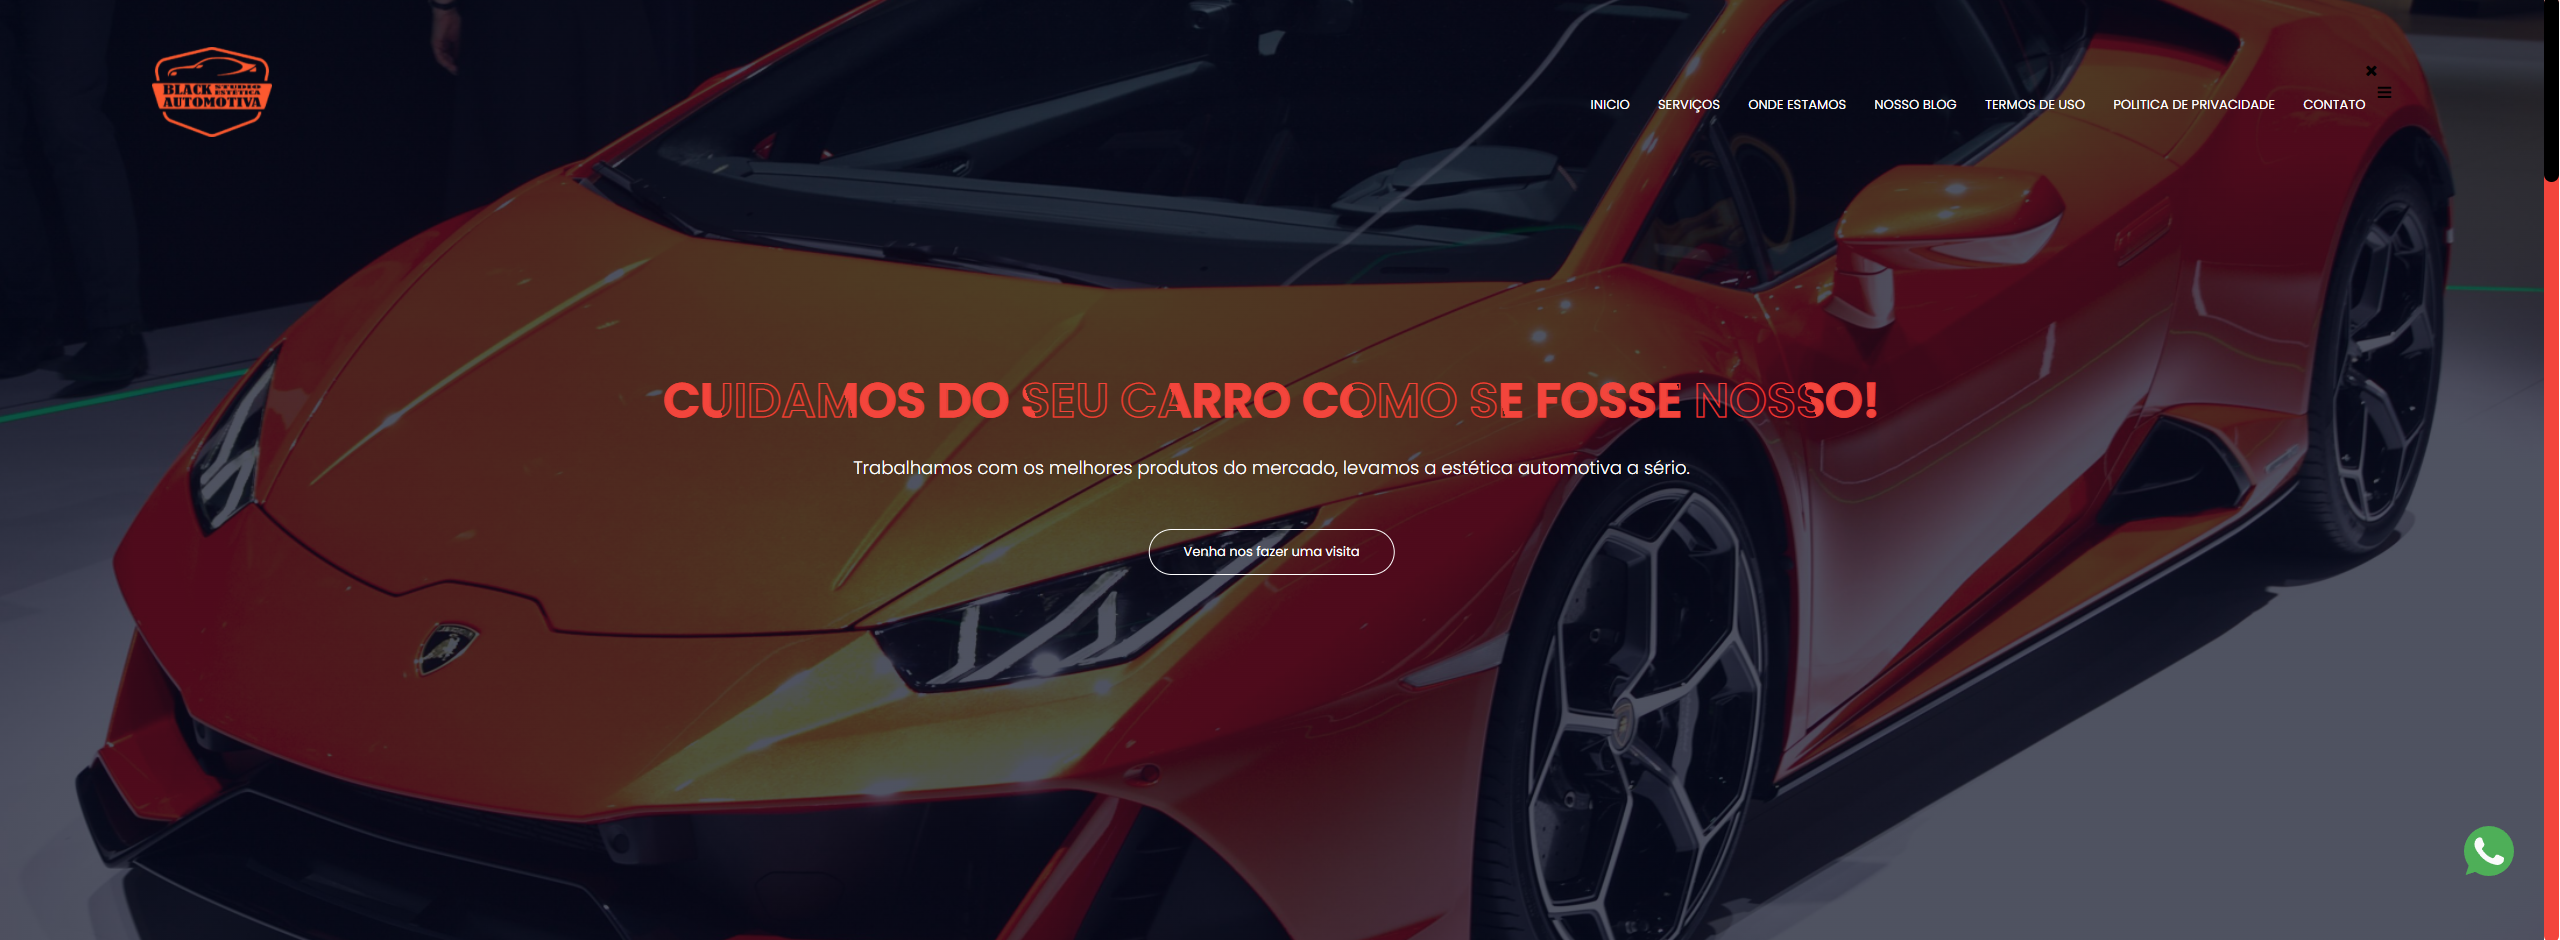 BLACK STUDIO ESTÉTICA
AUTOMOTIVA
INICIO SERVIÇOS ONDE ESTAMOS NOSSO BLOG TERMOS DE USO POLITICA DE PRIVACIDADE CONTATO
CUIDAMOS DO SEU CARRO COMO SE FOSSE NOSSO!
Trabalhamos com os melhores produtos do mercado, levamos a estética automotiva a sério.
Venha nos fazer uma visita